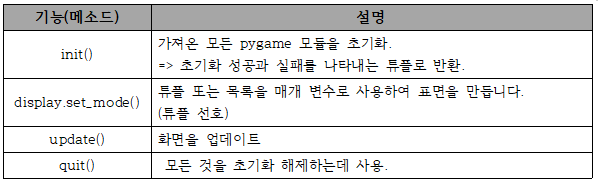 기능(메소드) 설명
init()
가져온 모든 pygame 모듈을 초기화.
=> 초기화 성공과 실패를 나타내는 튜플로 반환.
display.set_mode()
튜플 또는 목록을 매개 변수로 사용하여 표면을 만듭니다.
(튜플 선호)
update() 화면을 업데이트
quit() 모든 것을 초기화 해제하는데 사용.